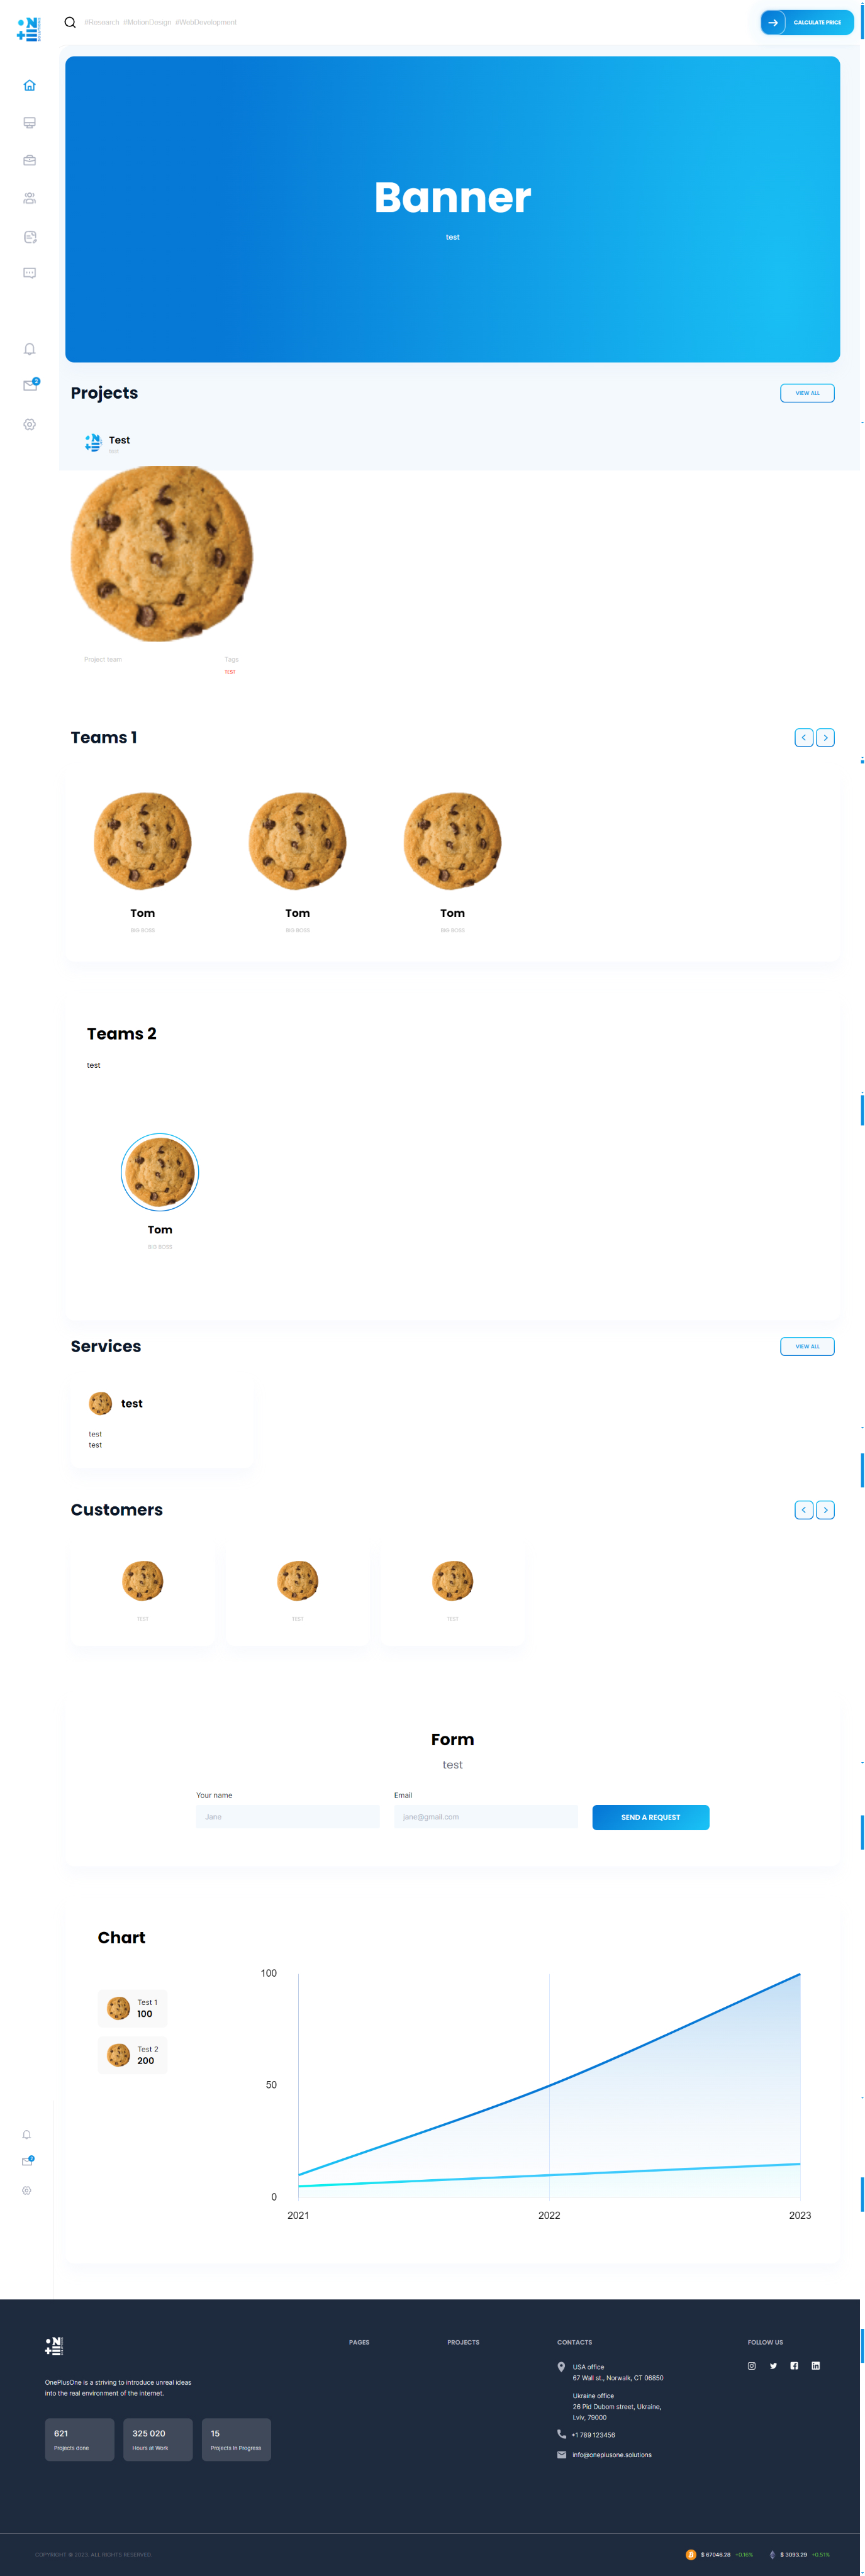 #Research #MotionDesign #WebDevelopment
CALCULATE PRICE
Banner
test
2
Projects
VIEW ALL
Test
test
Project team
Tags
TEST
Teams 1
Tom
BIG BOSS
Tom
BIG BOSS
Tom
BIG BOSS
Teams 2
test
Tom
BIG BOSS
Services
VIEW ALL
test
test
test
Customers
TEST
TEST
TEST
Form
test
Your name
Jane
Email
jane@gmail.com
SEND A REQUEST
Chart
Test 1
100
Test 2
200
100
50
0
2021
2022
2023
OnePlusOne is a striving to introduce unreal ideas
into the real environment of the internet.
621
Projects done
325 020
Hours at Work
15
Projects In Progress
PAGES
PROJECTS
CONTACTS
USA office
67 Wall st., Norwalk, CT 06850
Ukraine office
26 Pid Dubom street, Ukraine,
Lviv, 79000
+1 789 123456
info@oneplusone.solutions
FOLLOW US
COPYRIGHT © 2023. ALL RIGHTS RESERVED
$ 67046.28 +0.16%
$ 3093.29 +0.51%